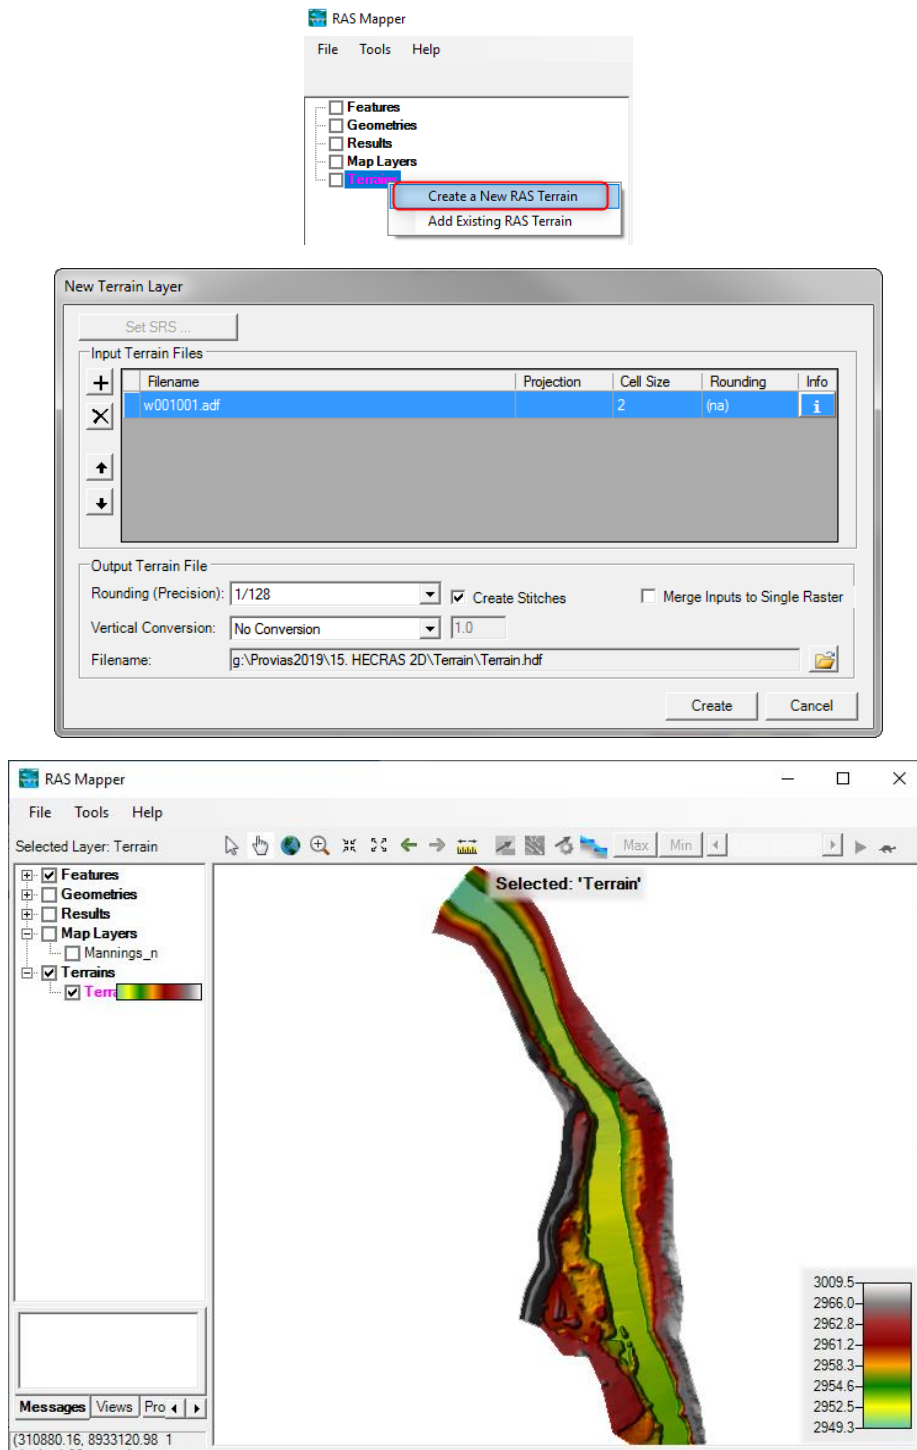 RAS Mapper
File Tools Help
Features
Geometries
Results
Map Layers
Terrains
Create a New RAS Terrain
Add Existing RAS Terrain
New Terrain Layer
Set SRS ...
Input Terrain Files
Filename Projection Cell Size Rounding Info
w001001.adf 2 (na) i
Output Terrain File
Rounding (Precision): 1/128 Create Stitches Merge Inputs to Single Raster
Vertical Conversion: No Conversion 1.0
Filename: g:\Provias2019\15. HECRAS 2D\Terrain\Terrain.hdf
Create Cancel
RAS Mapper
File Tools Help
Selected Layer: Terrain Max Min
Selected: 'Terrain'
Features
Geometries
Results
Map Layers
Mannings_n
Terrains
Terra
3009.5
2966.0
2962.8
2961.2
2958.3
2954.6
2952.5
2949.3
Messages Views Pro
(310880.16, 8933120.98 1